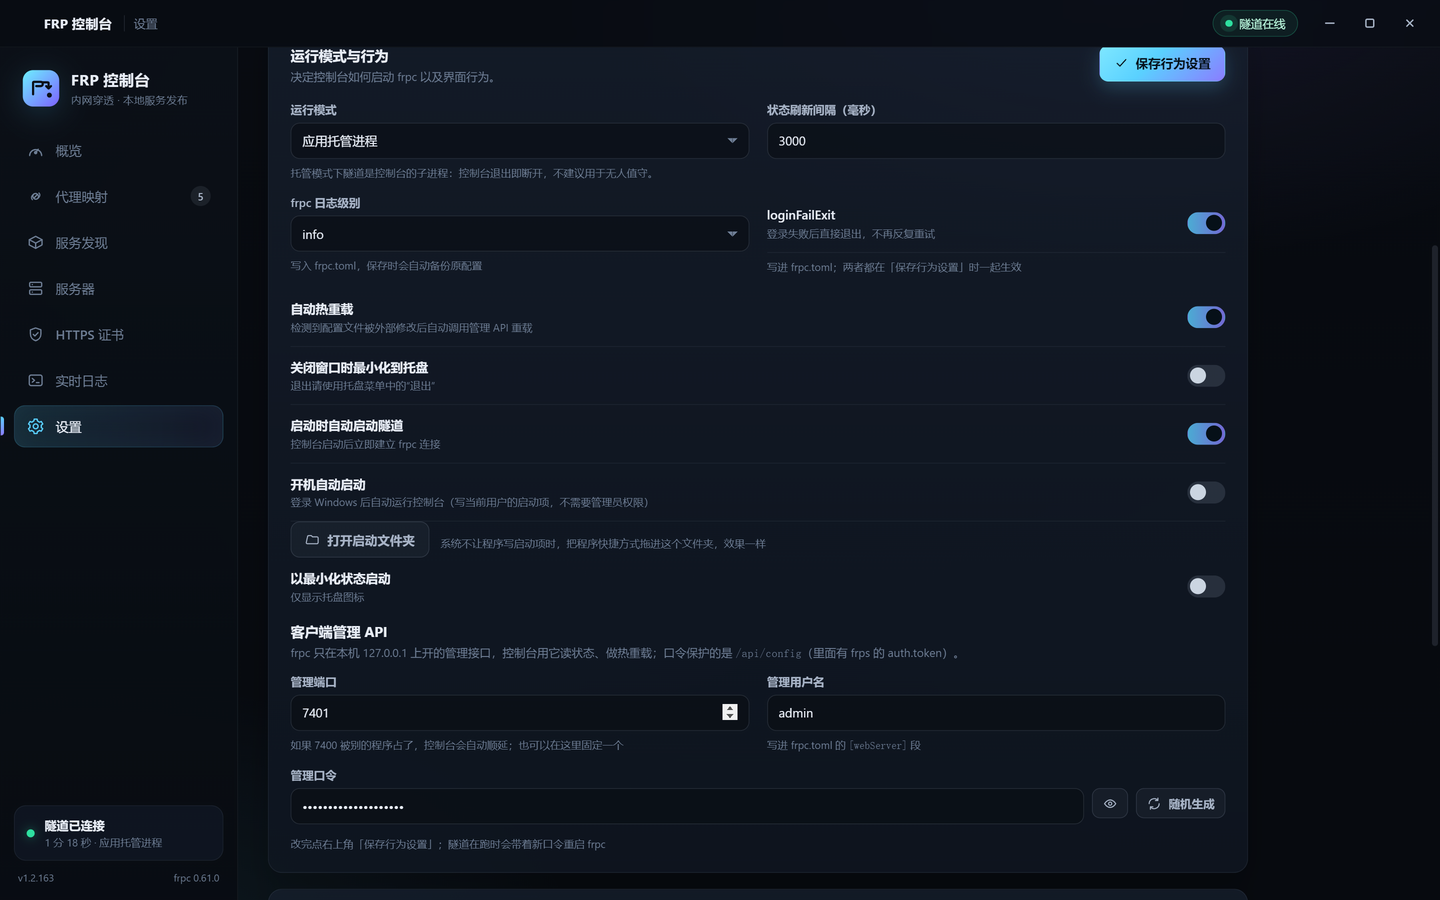 FRP 控制台
设置
隧道在线
FRP 控制台
内网穿透 · 本地服务发布
概览
代理映射
5
服务发现
服务器
HTTPS 证书
实时日志
设置
隧道已连接
1 分 18 秒 · 应用托管进程
v1.2.163
frpc 0.61.0
运行模式与行为
决定控制台如何启动 frpc 以及界面行为。
保存行为设置
运行模式
应用托管进程
托管模式下隧道是控制台的子进程：控制台退出即断开，不建议用于无人值守。
状态刷新间隔（毫秒）
3000
frpc 日志级别
info
写入 frpc.toml，保存时会自动备份原配置
loginFailExit
登录失败后直接退出，不再反复重试
写进 frpc.toml；两者都在「保存行为设置」时一起生效
自动热重载
检测到配置文件被外部修改后自动调用管理 API 重载
关闭窗口时最小化到托盘
退出请使用托盘菜单中的"退出"
启动时自动启动隧道
控制台启动后立即建立 frpc 连接
开机自动启动
登录 Windows 后自动运行控制台（写当前用户的启动项，不需要管理员权限）
打开启动文件夹
系统不让程序写启动项时，把程序快捷方式拖进这个文件夹，效果一样
以最小化状态启动
仅显示托盘图标
客户端管理 API
frpc 只在本机 127.0.0.1 上开的管理接口，控制台用它读状态、做热重载；口令保护的是 /api/config（里面有 frps 的 auth.token）。
管理端口
7401
如果 7400 被别的程序占了，控制台会自动顺延；也可以在这里固定一个
管理用户名
admin
写进 frpc.toml 的 [webServer] 段
管理口令
••••••••••••••••••••
随机生成
改完点右上角「保存行为设置」；隧道在跑时会带着新口令重启 frpc